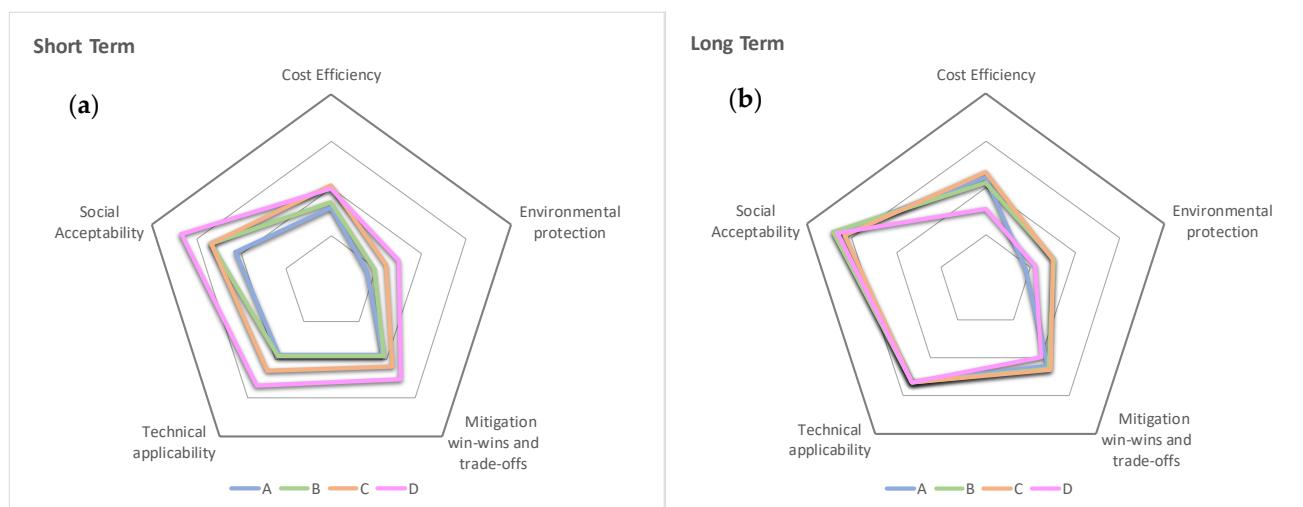 Short Term
(a)
Cost Efficiency
Social
Acceptability
Environmental
protection
Technical
applicability
Mitigation
win-wins and
trade-offs
A B C D
Long Term
(b)
Cost Efficiency
Social
Acceptability
Environmental
protection
Technical
applicability
Mitigation
win-wins and
trade-offs
A B C D